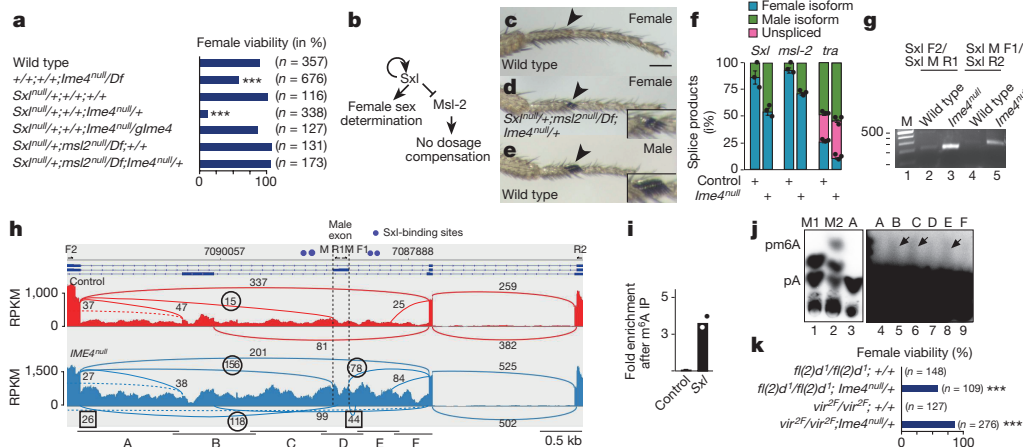 a
Female viability (in %)
Wild type (n = 357)
+/+;+/+;Ime4null/Df *** (n = 676)
Sxlnull/+;+/+;+/+ (n = 116)
Sxlnull/+;+/+;Ime4null/+ *** (n = 338)
Sxlnull/+;+/+;Ime4null/gIme4 (n = 127)
Sxlnull/+;msl2null/Df;+/+ (n = 131)
Sxlnull/+;msl2null/Df;Ime4null/+ (n = 173)
0 100
b
Sxl
Female sex
determination
Msl-2
No dosage
compensation
c
Female
Wild type
d
Female
Sxlnull/+;msl2null/Df;
Ime4null/+
e
Male
Wild type
f
Female isoform
Male isoform
Unspliced
Sxl msl-2 tra
Splice products
(i%)
100
75
50
25
0
Control + + +
Ime4null + + +
g
Sxl F2/ Sxl M F1/
Sxl M R1 Sxl R2
M Wild type Ime4null Wild type
500
1 2 3 4 5
h
Sxl-binding sites
Male
exon
F2 7090057 M R1 M F1 7087888 R2
Control
RPKM
1,000
0
337
37 47 15 25
81
259
382
IME4null
RPKM
1,500
0
201
27 38 156 78 84
26 118 99 44
525
502
A B C D E F
0.5 kb
i
Fold enrichment
after m6A IP
5
4
3
2
1
0
Control Sxl
j
M1 M2 A A B C D E F
pm6A
pA
1 2 3 4 5 6 7 8 9
k
Female viability (%)
fl(2)d1/fl(2)d1; +/+ (n = 148)
fl(2)d1/fl(2)d1; Ime4null/+ (n = 109) ***
vir2F/vir2F; +/+ (n = 127)
vir2F/vir2F;Ime4null/+ (n = 276) ***
0 100